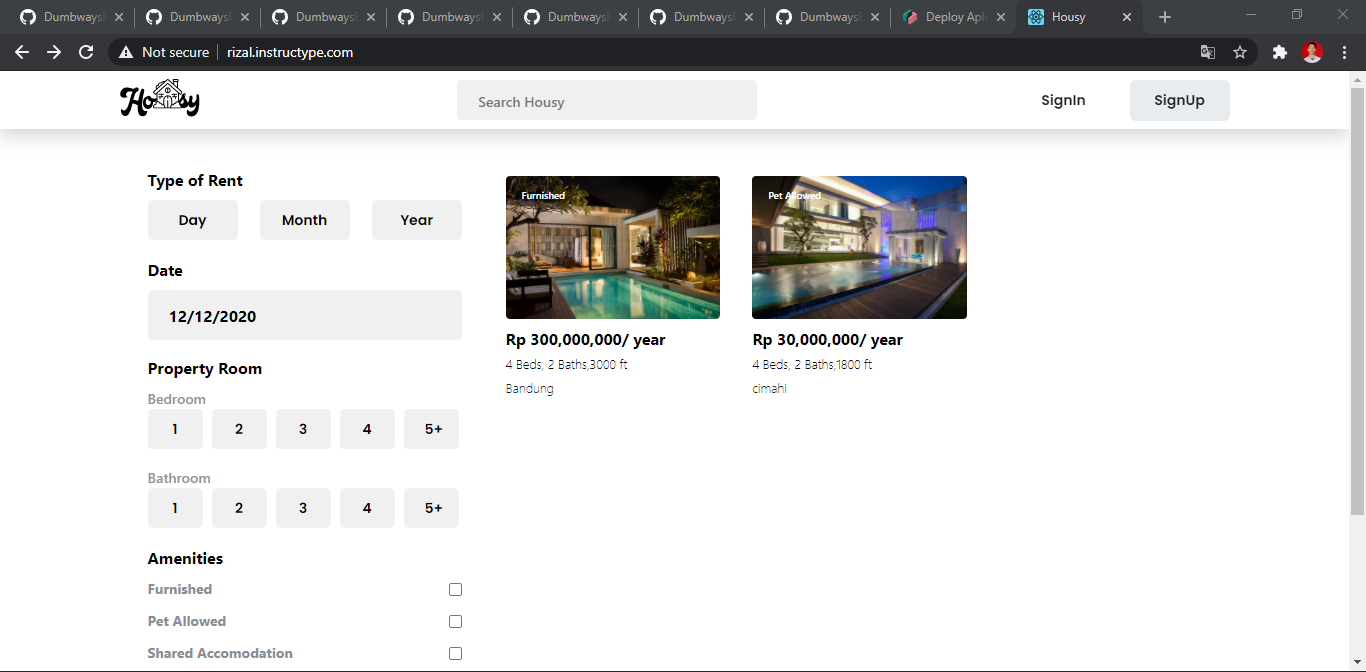 Dumbways
Dumbways
Dumbways
Dumbways
Dumbways
Dumbways
Dumbways
Deploy Apli
Housy
Not secure
rizal.instructype.com
Housy
Search Housy
SignIn
SignUp
Type of Rent
Day
Month
Year
Date
12/12/2020
Property Room
Bedroom
1
2
3
4
5+
Bathroom
1
2
3
4
5+
Amenities
Furnished
Pet Allowed
Shared Accomodation
Furnished
Rp 300,000,000/ year
4 Beds, 2 Baths,3000 ft
Bandung
Pet Allowed
Rp 30,000,000/ year
4 Beds, 2 Baths,1800 ft
cimahi